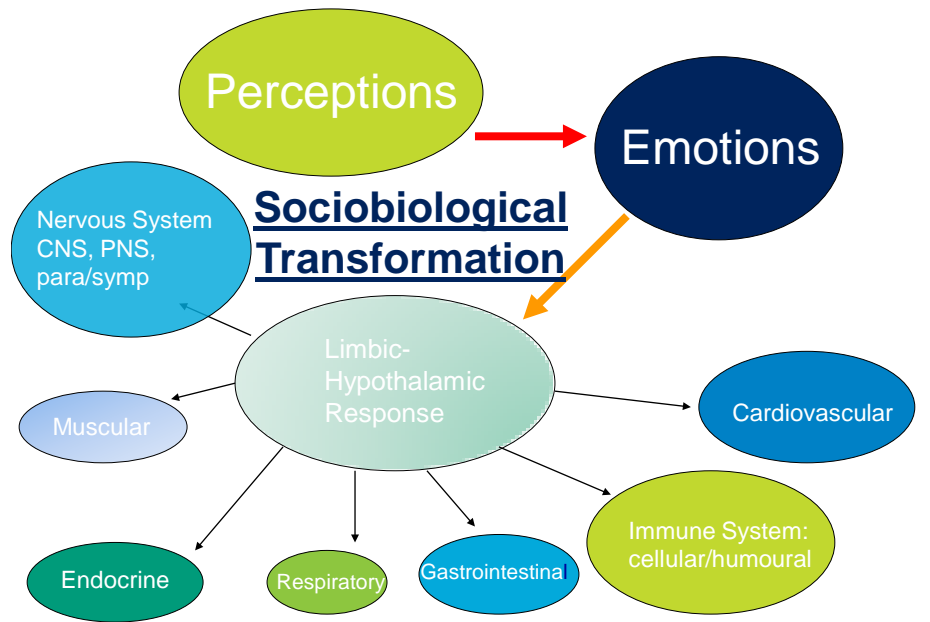 Perceptions
Emotions
Sociobiological
Transformation
Nervous System
CNS, PNS,
para/symp
Limbic-
Hypothalamic
Response
Muscular
Cardiovascular
Immune System:
cellular/humoural
Endocrine
Respiratory
Gastrointestinal